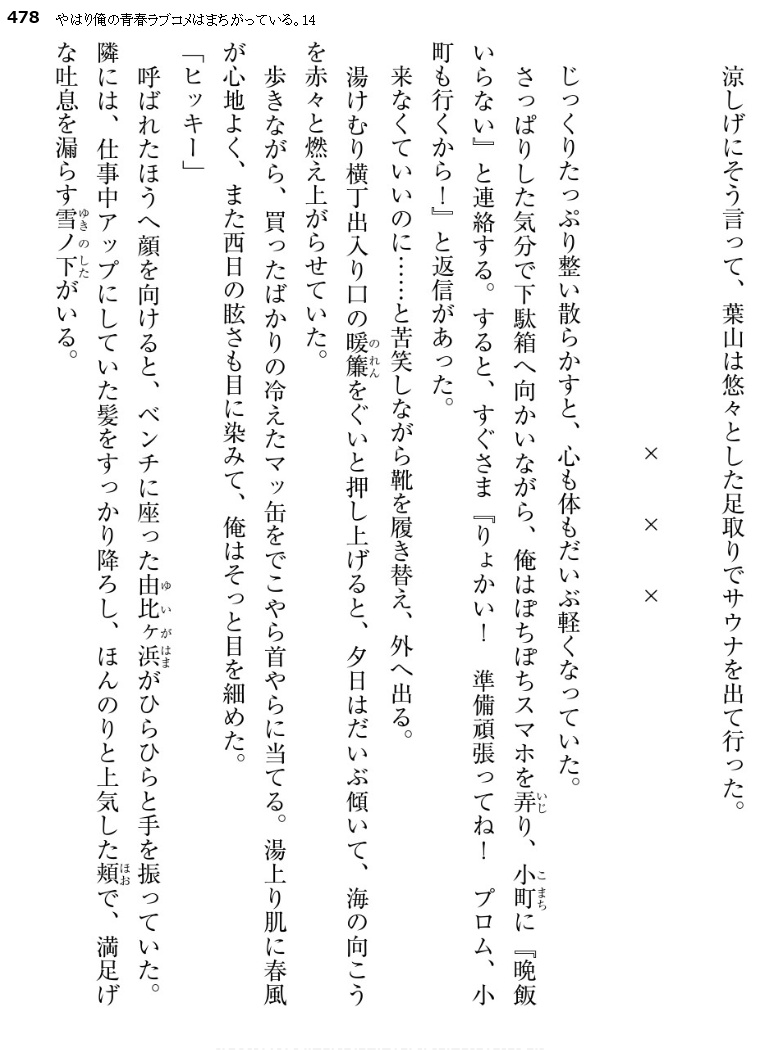 478 やはり俺の青春ラブコメはまちがっている。14
涼しげにそう言って、葉山は悠々とした足取りでサウナを出て行った。
× × ×
じっくりたっぷり整い散らかすと、心も体もだいぶ軽くなっていた。
さっぱりした気分で下駄箱へ向かいながら、俺はぽちぽちスマホを弄り、小町に『晩飯
いらない』と連絡する。すると、すぐさま『りょかい！　準備頑張ってね！　プロム、小
町も行くから！』と返信があった。
来なくていいのに……と苦笑しながら靴を履き替え、外へ出る。
湯けむり横丁出入り口の暖簾をぐいと押し上げると、夕日はだいぶ傾いて、海の向こう
を赤々と燃え上がらせていた。
歩きながら、買ったばかりの冷えたマッ缶をでこやら首やらに当てる。湯上り肌に春風
が心地よく、また西日の眩さも目に染みて、俺はそっと目を細めた。
「ヒッキー」
呼ばれたほうへ顔を向けると、ベンチに座った由比ヶ浜がひらひらと手を振っていた。
隣には、仕事中アップにしていた髪をすっかり降ろし、ほんのりと上気した頬で、満足げ
な吐息を漏らす雪ノ下がいる。